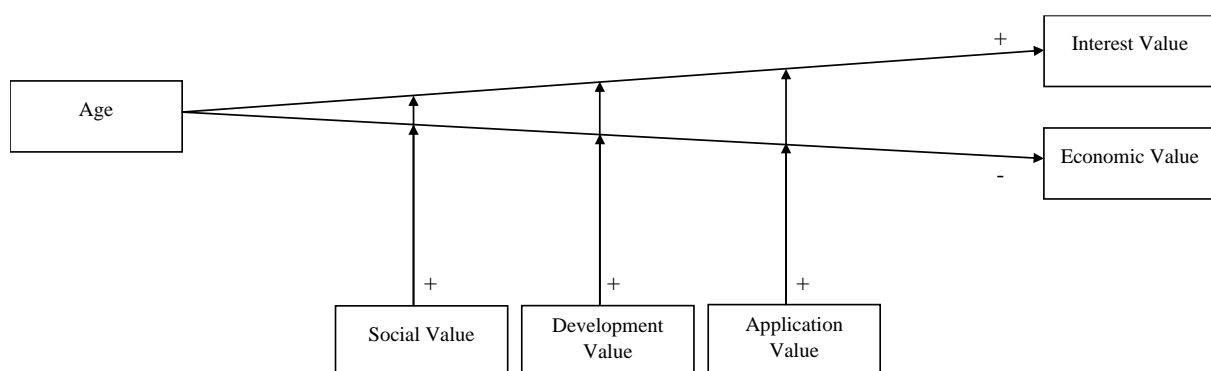 +
Interest Value
Age
Economic Value
-
+
+
+
Social Value
Development
Value
Application
Value